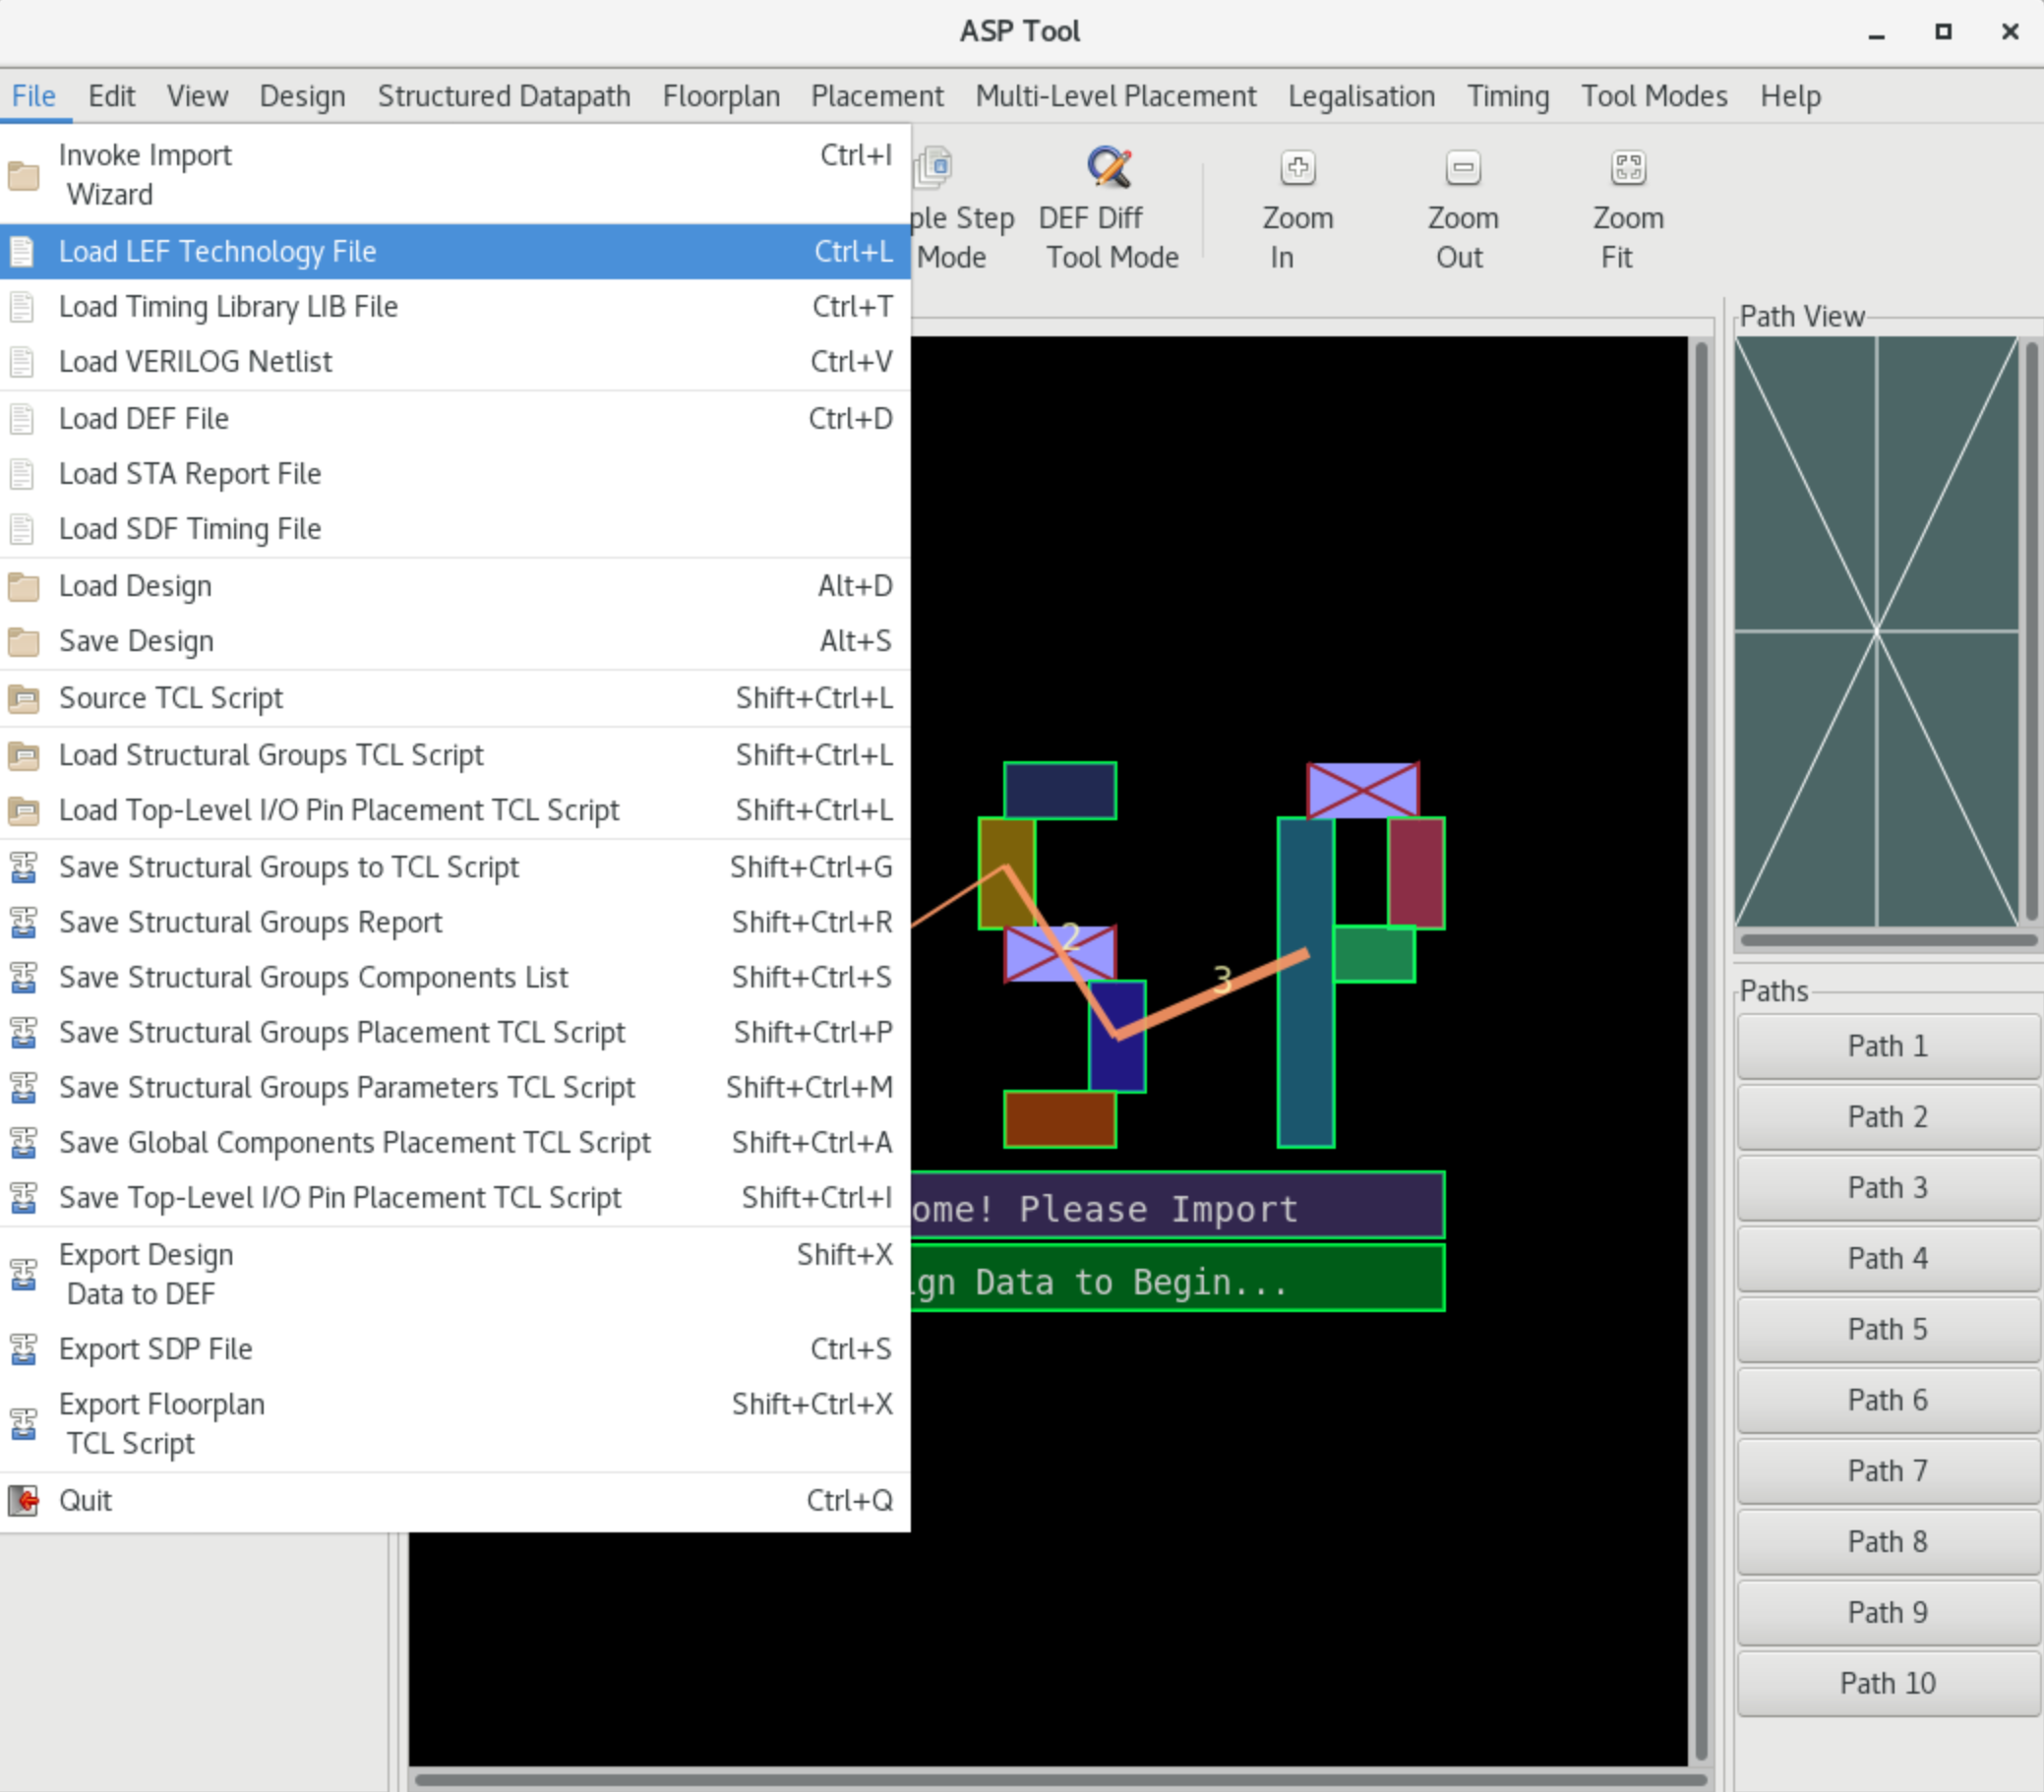 ASP Tool
File Edit View Design Structured Datapath Floorplan Placement Multi-Level Placement Legalisation Timing Tool Modes Help
Invoke Import Ctrl+I
Wizard
Load LEF Technology File Ctrl+L
Load Timing Library LIB File Ctrl+T
Load VERILOG Netlist Ctrl+V
Load DEF File Ctrl+D
Load STA Report File
Load SDF Timing File
Load Design Alt+D
Save Design Alt+S
Source TCL Script Shift+Ctrl+L
Load Structural Groups TCL Script Shift+Ctrl+L
Load Top-Level I/O Pin Placement TCL Script Shift+Ctrl+L
Save Structural Groups to TCL Script Shift+Ctrl+G
Save Structural Groups Report Shift+Ctrl+R
Save Structural Groups Components List Shift+Ctrl+S
Save Structural Groups Placement TCL Script Shift+Ctrl+P
Save Structural Groups Parameters TCL Script Shift+Ctrl+M
Save Global Components Placement TCL Script Shift+Ctrl+A
Save Top-Level I/O Pin Placement TCL Script Shift+Ctrl+I
Export Design Shift+X
Data to DEF
Export SDP File Ctrl+S
Export Floorplan Shift+Ctrl+X
TCL Script
Quit Ctrl+Q
ple Step
Mode
DEF Diff
Tool Mode
Zoom
In
Zoom
Out
Zoom
Fit
2
3
ome! Please Import
gn Data to Begin...
Path View
Paths
Path 1
Path 2
Path 3
Path 4
Path 5
Path 6
Path 7
Path 8
Path 9
Path 10